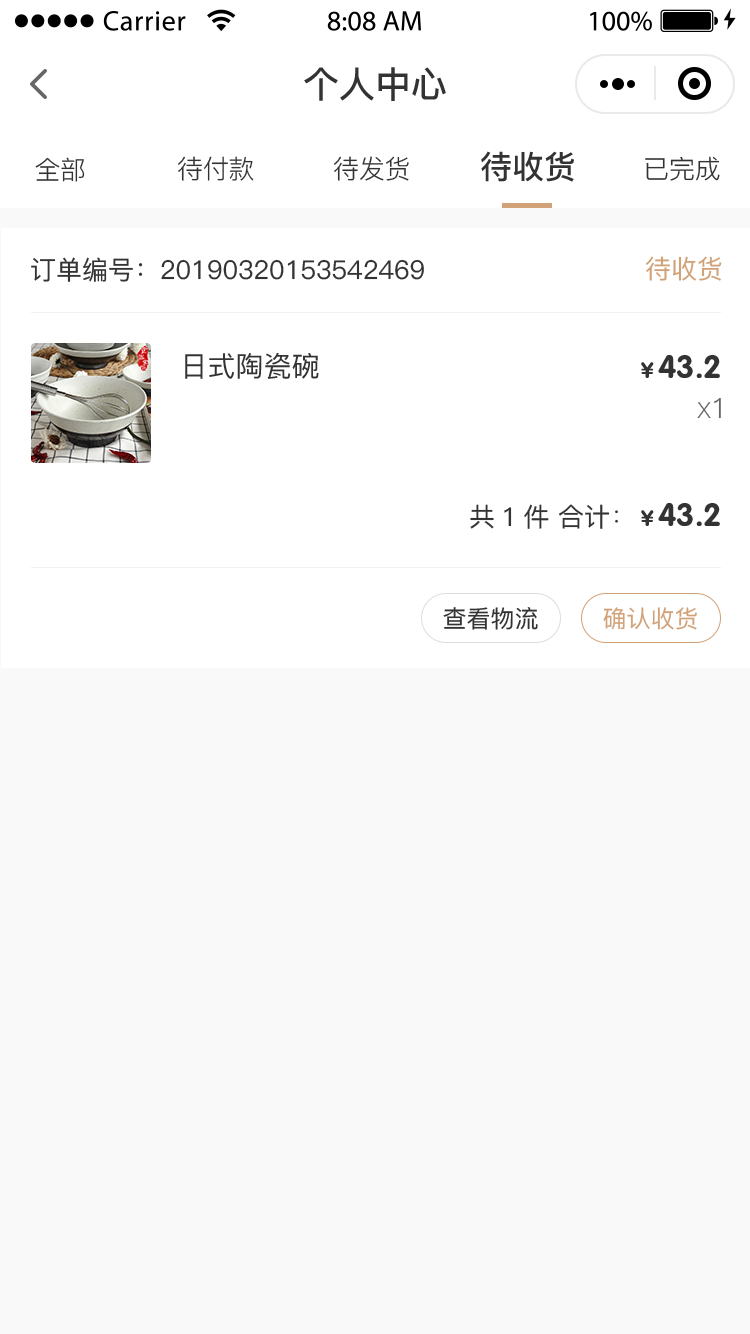 ●●●●● Carrier 8:08 AM 100%
个人中心
全部 待付款 待发货 待收货 已完成
订单编号：20190320153542469 待收货
日式陶瓷碗 ¥43.2
x1
共 1 件 合计：¥43.2
查看物流 确认收货